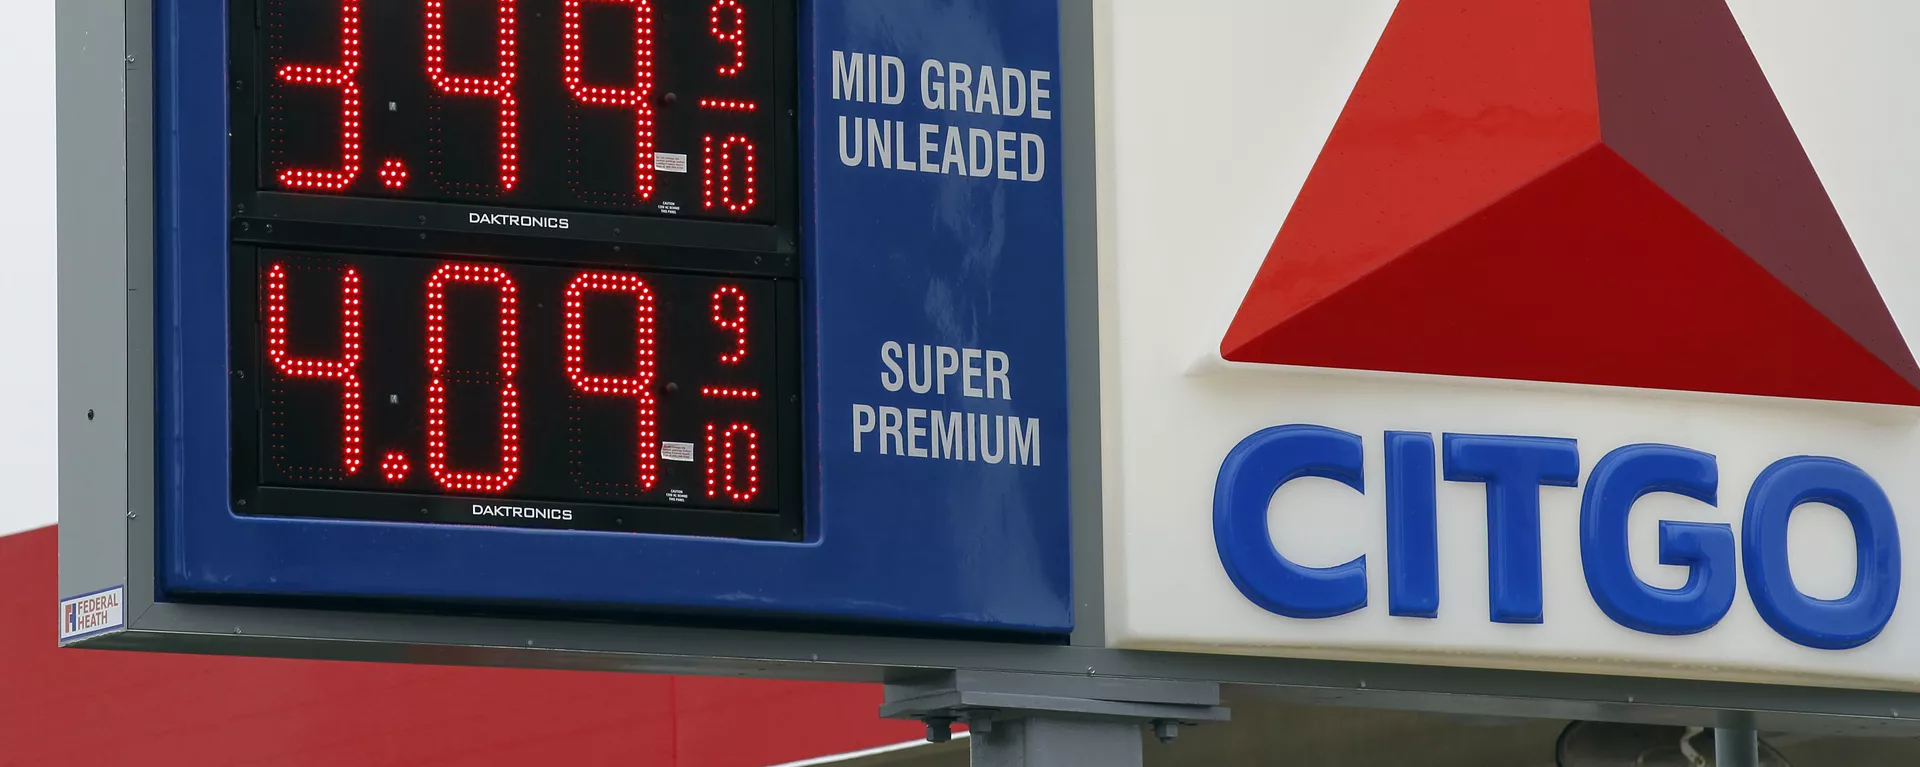 3.49 9/10
MID GRADE
UNLEADED
DAKTRONICS
4.09 9/10
SUPER
PREMIUM
DAKTRONICS
CITGO
FEDERAL
HEATH